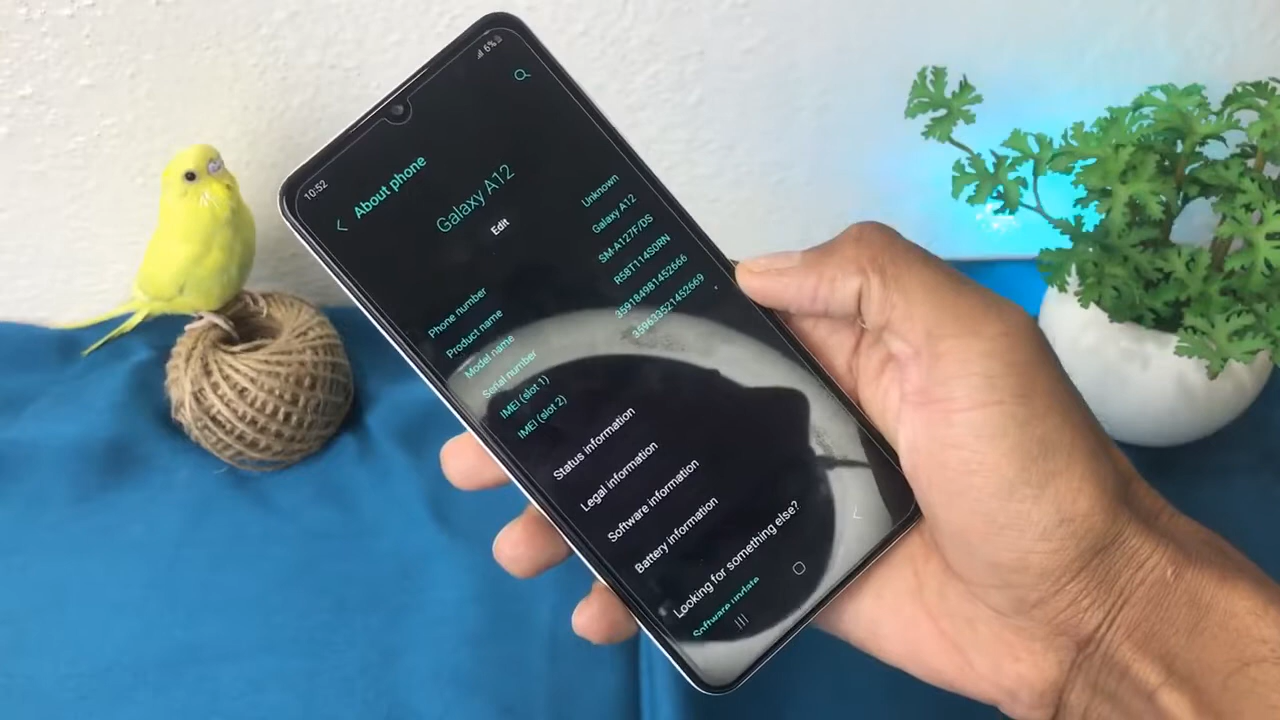 10:52
6%
About phone
Galaxy A12
Edit
Phone number Unknown
Product name Galaxy A12
Model name SM-A127F/DS
Serial number R58T114S0RN
IMEI (slot 1) 359184981452666
IMEI (slot 2) 359633521452669
Status information
Legal information
Software information
Battery information
Looking for something else?
Software update